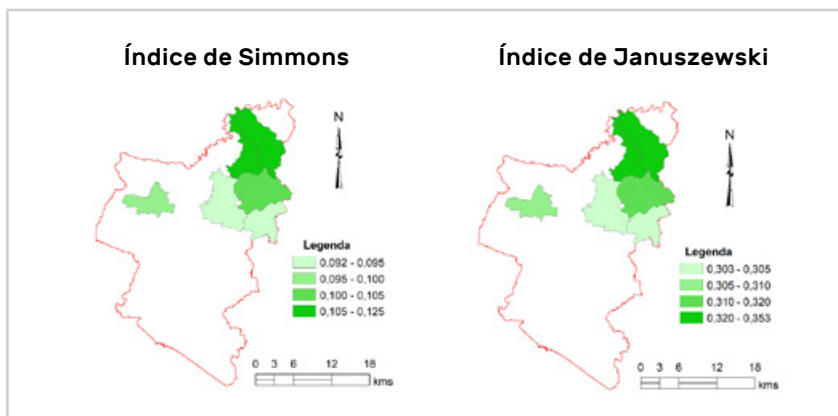 Índice de Simmons
N
Legenda
0,092 - 0,095
0,095 - 0,100
0,100 - 0,105
0,105 - 0,125
0 3 6 12 18
kms
Índice de Januszewski
N
Legenda
0,303 - 0,305
0,305 - 0,310
0,310 - 0,320
0,320 - 0,353
0 3 6 12 18
kms